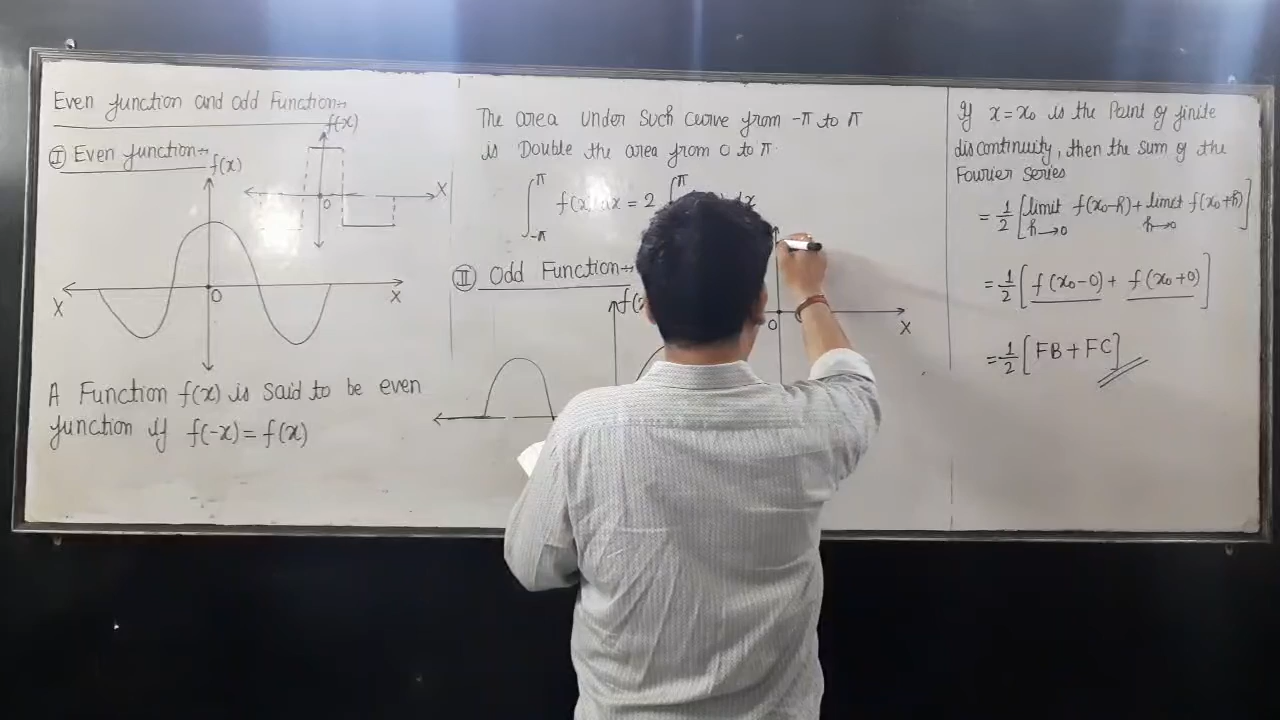 Even function and odd Function
f(x)
X
0
I Even function
f(x)
X
X
0
A Function f(x) is said to be even
function if f(-x) = f(x)
The area under such curve from -π to π
is Double the area from 0 to π.
∫_{-π}^{π} f(x) dx = 2 ∫^{π} dx
II Odd Function
0
X
If x = x₀ is the Point of finite
discontinuity, then the sum of the
Fourier series
= 1/2 [limit h→0 f(x₀-h) + limit h→0 f(x₀+h)]
= 1/2 [f(x₀-0) + f(x₀+0)]
= 1/2 [FB + FC]